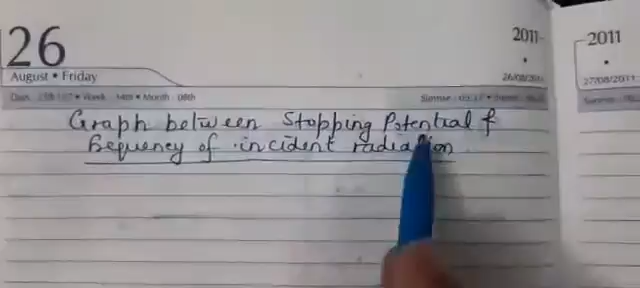 26
August • Friday
2011
26/08/2011
2011
27/08/2011
Graph between Stopping Potential &
frequency of incident radiation